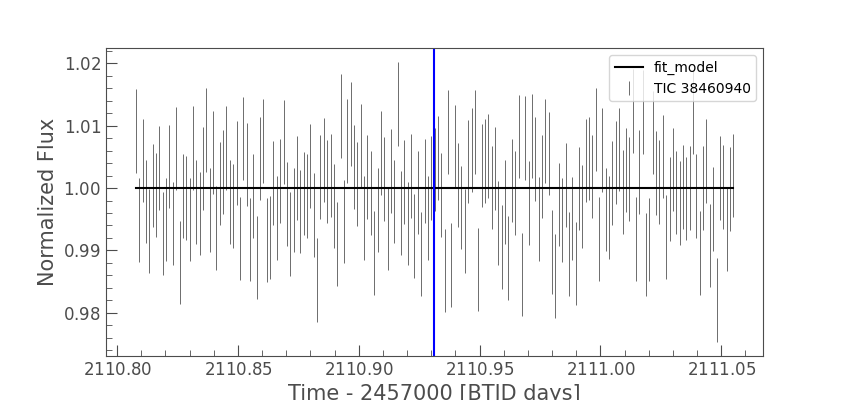 1.02
1.01
1.00
0.99
0.98
Normalized Flux
fit_model
TIC 38460940
2110.80 2110.85 2110.90 2110.95 2111.00 2111.05
Time - 2457000 [BTJD days]